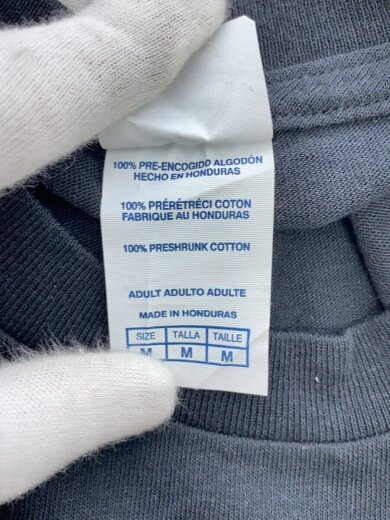 100% PRE-ENCOGIDO ALGODÓN
HECHO EN HONDURAS
100% PRÉRÉTRÉCI COTON
FABRIQUE AU HONDURAS
100% PRESHRUNK COTTON
ADULT ADULTO ADULTE
MADE IN HONDURAS
SIZE TALLA TAILLE
M M M